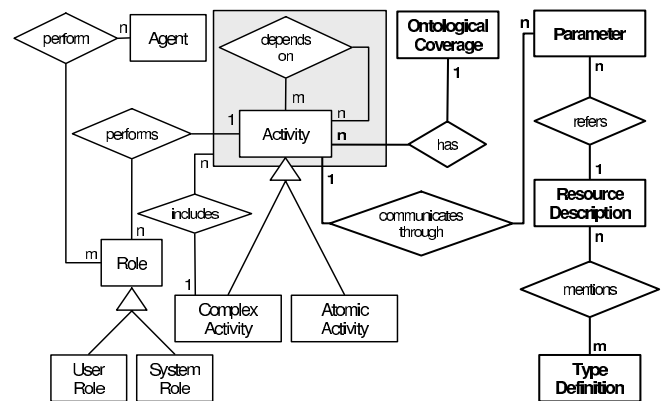 perform
n
Agent
depends
on
Ontological
Coverage
n
Parameter
m
n
1
n
performs
1
Activity
n
has
refers
n
1
1
includes
communicates
through
Resource
Description
n
n
m
Role
1
mentions
Complex
Activity
Atomic
Activity
m
User
Role
System
Role
Type
Definition